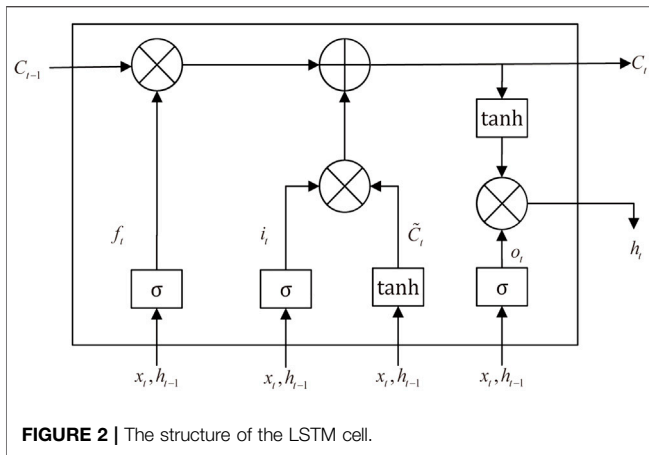 C_{t-1}
C_t
tanh
f_t
i_t
C̃_t
o_t
h_t
σ
σ
tanh
σ
x_t, h_{t-1}
x_t, h_{t-1}
x_t, h_{t-1}
x_t, h_{t-1}
FIGURE 2 | The structure of the LSTM cell.